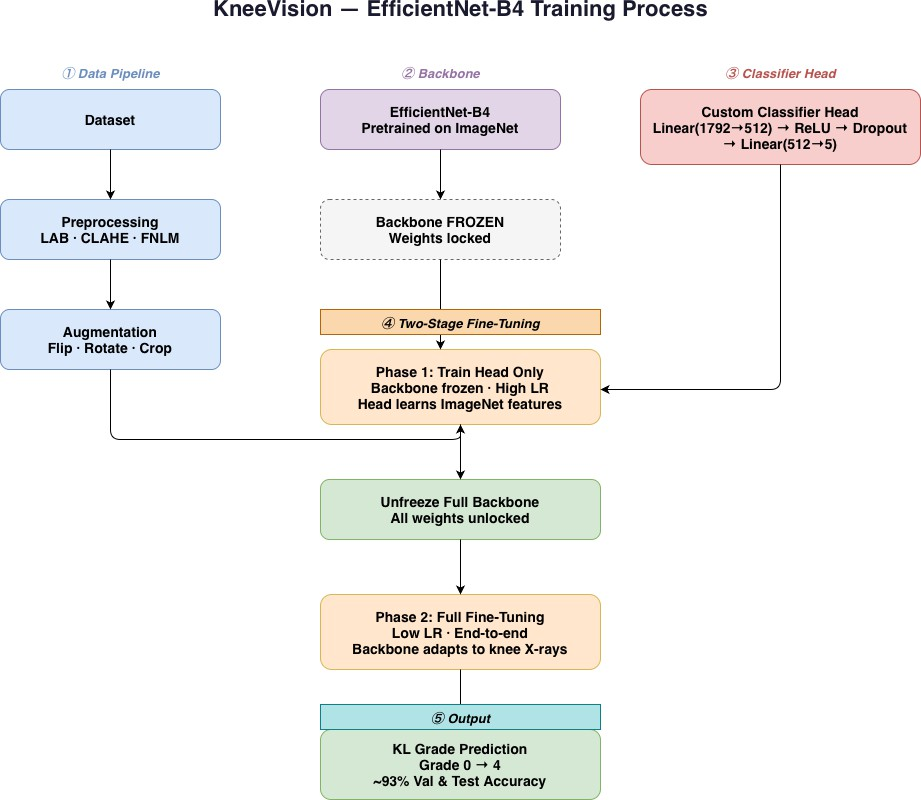 KneeVision — EfficientNet-B4 Training Process
① Data Pipeline
② Backbone
③ Classifier Head
Dataset
EfficientNet-B4
Pretrained on ImageNet
Custom Classifier Head
Linear(1792→512) → ReLU → Dropout
→ Linear(512→5)
Preprocessing
LAB · CLAHE · FNLM
Backbone FROZEN
Weights locked
Augmentation
Flip · Rotate · Crop
④ Two-Stage Fine-Tuning
Phase 1: Train Head Only
Backbone frozen · High LR
Head learns ImageNet features
Unfreeze Full Backbone
All weights unlocked
Phase 2: Full Fine-Tuning
Low LR · End-to-end
Backbone adapts to knee X-rays
⑤ Output
KL Grade Prediction
Grade 0 → 4
~93% Val & Test Accuracy